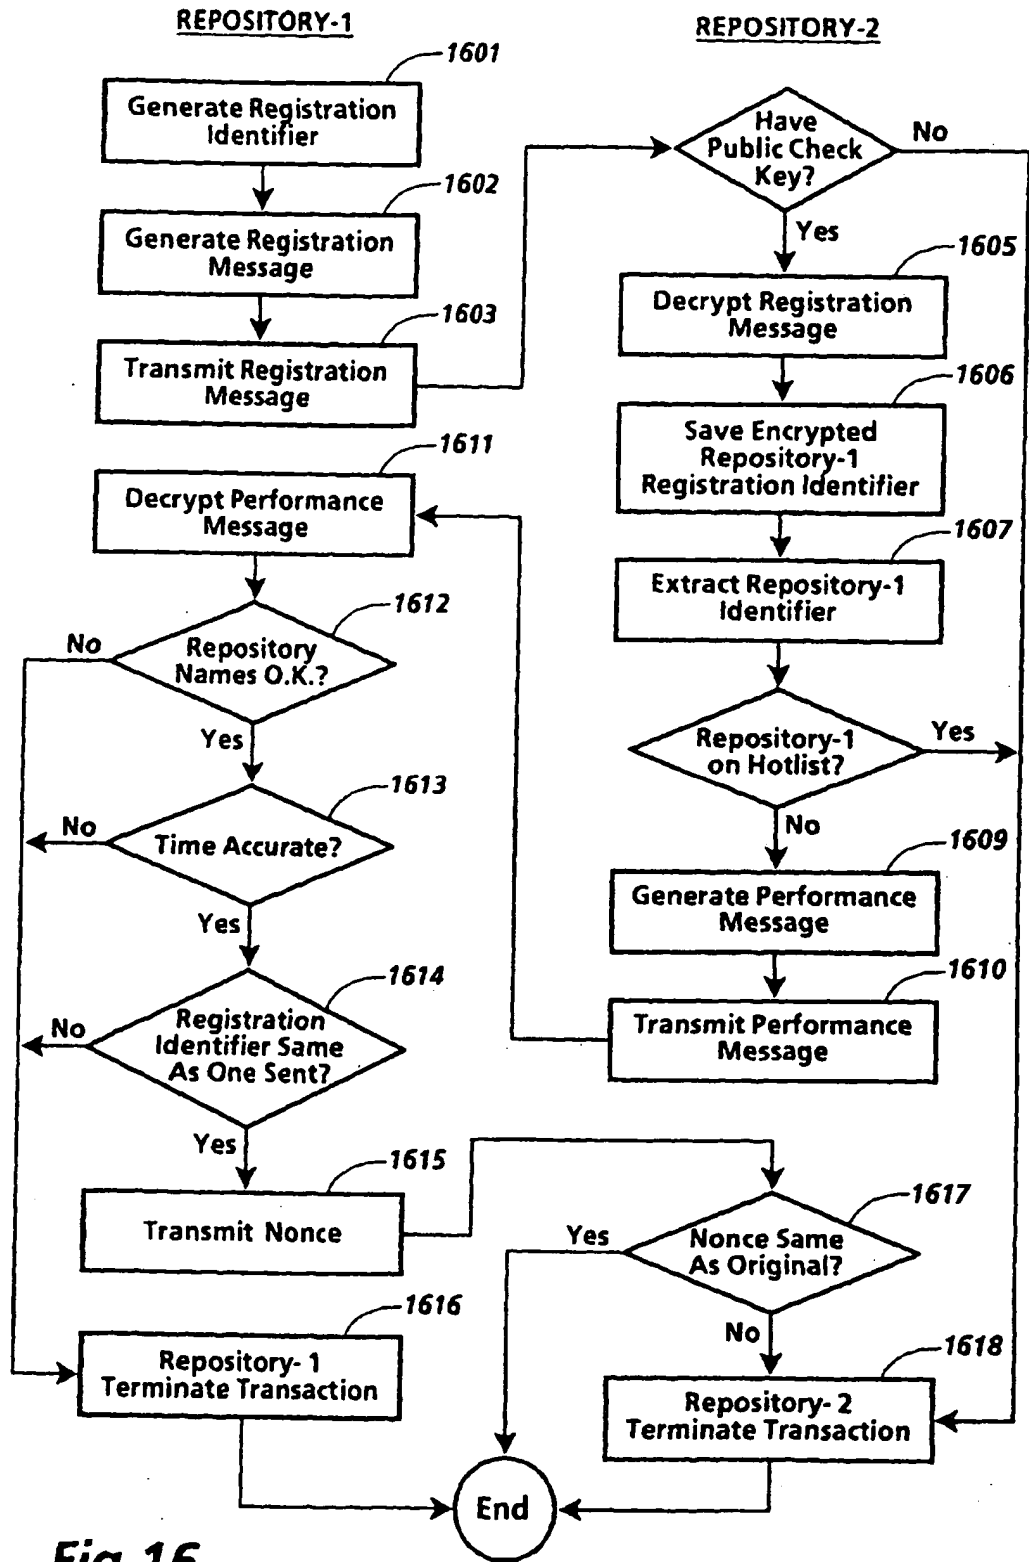 REPOSITORY-1
1601
Generate Registration
Identifier
1602
Generate Registration
Message
1603
Transmit Registration
Message
1611
Decrypt Performance
Message
1612
No
Repository
Names O.K.?
Yes
1613
No
Time Accurate?
Yes
1614
No
Registration
Identifier Same
As One Sent?
Yes
1615
Transmit Nonce
1616
Repository- 1
Terminate Transaction
REPOSITORY-2
Have
Public Check
Key?
No
Yes
1605
Decrypt Registration
Message
1606
Save Encrypted
Repository-1
Registration Identifier
1607
Extract Repository-1
Identifier
Repository-1
on Hotlist?
Yes
No
1609
Generate Performance
Message
1610
Transmit Performance
Message
1617
Yes
Nonce Same
As Original?
No
1618
Repository- 2
Terminate Transaction
End
Fig. 16